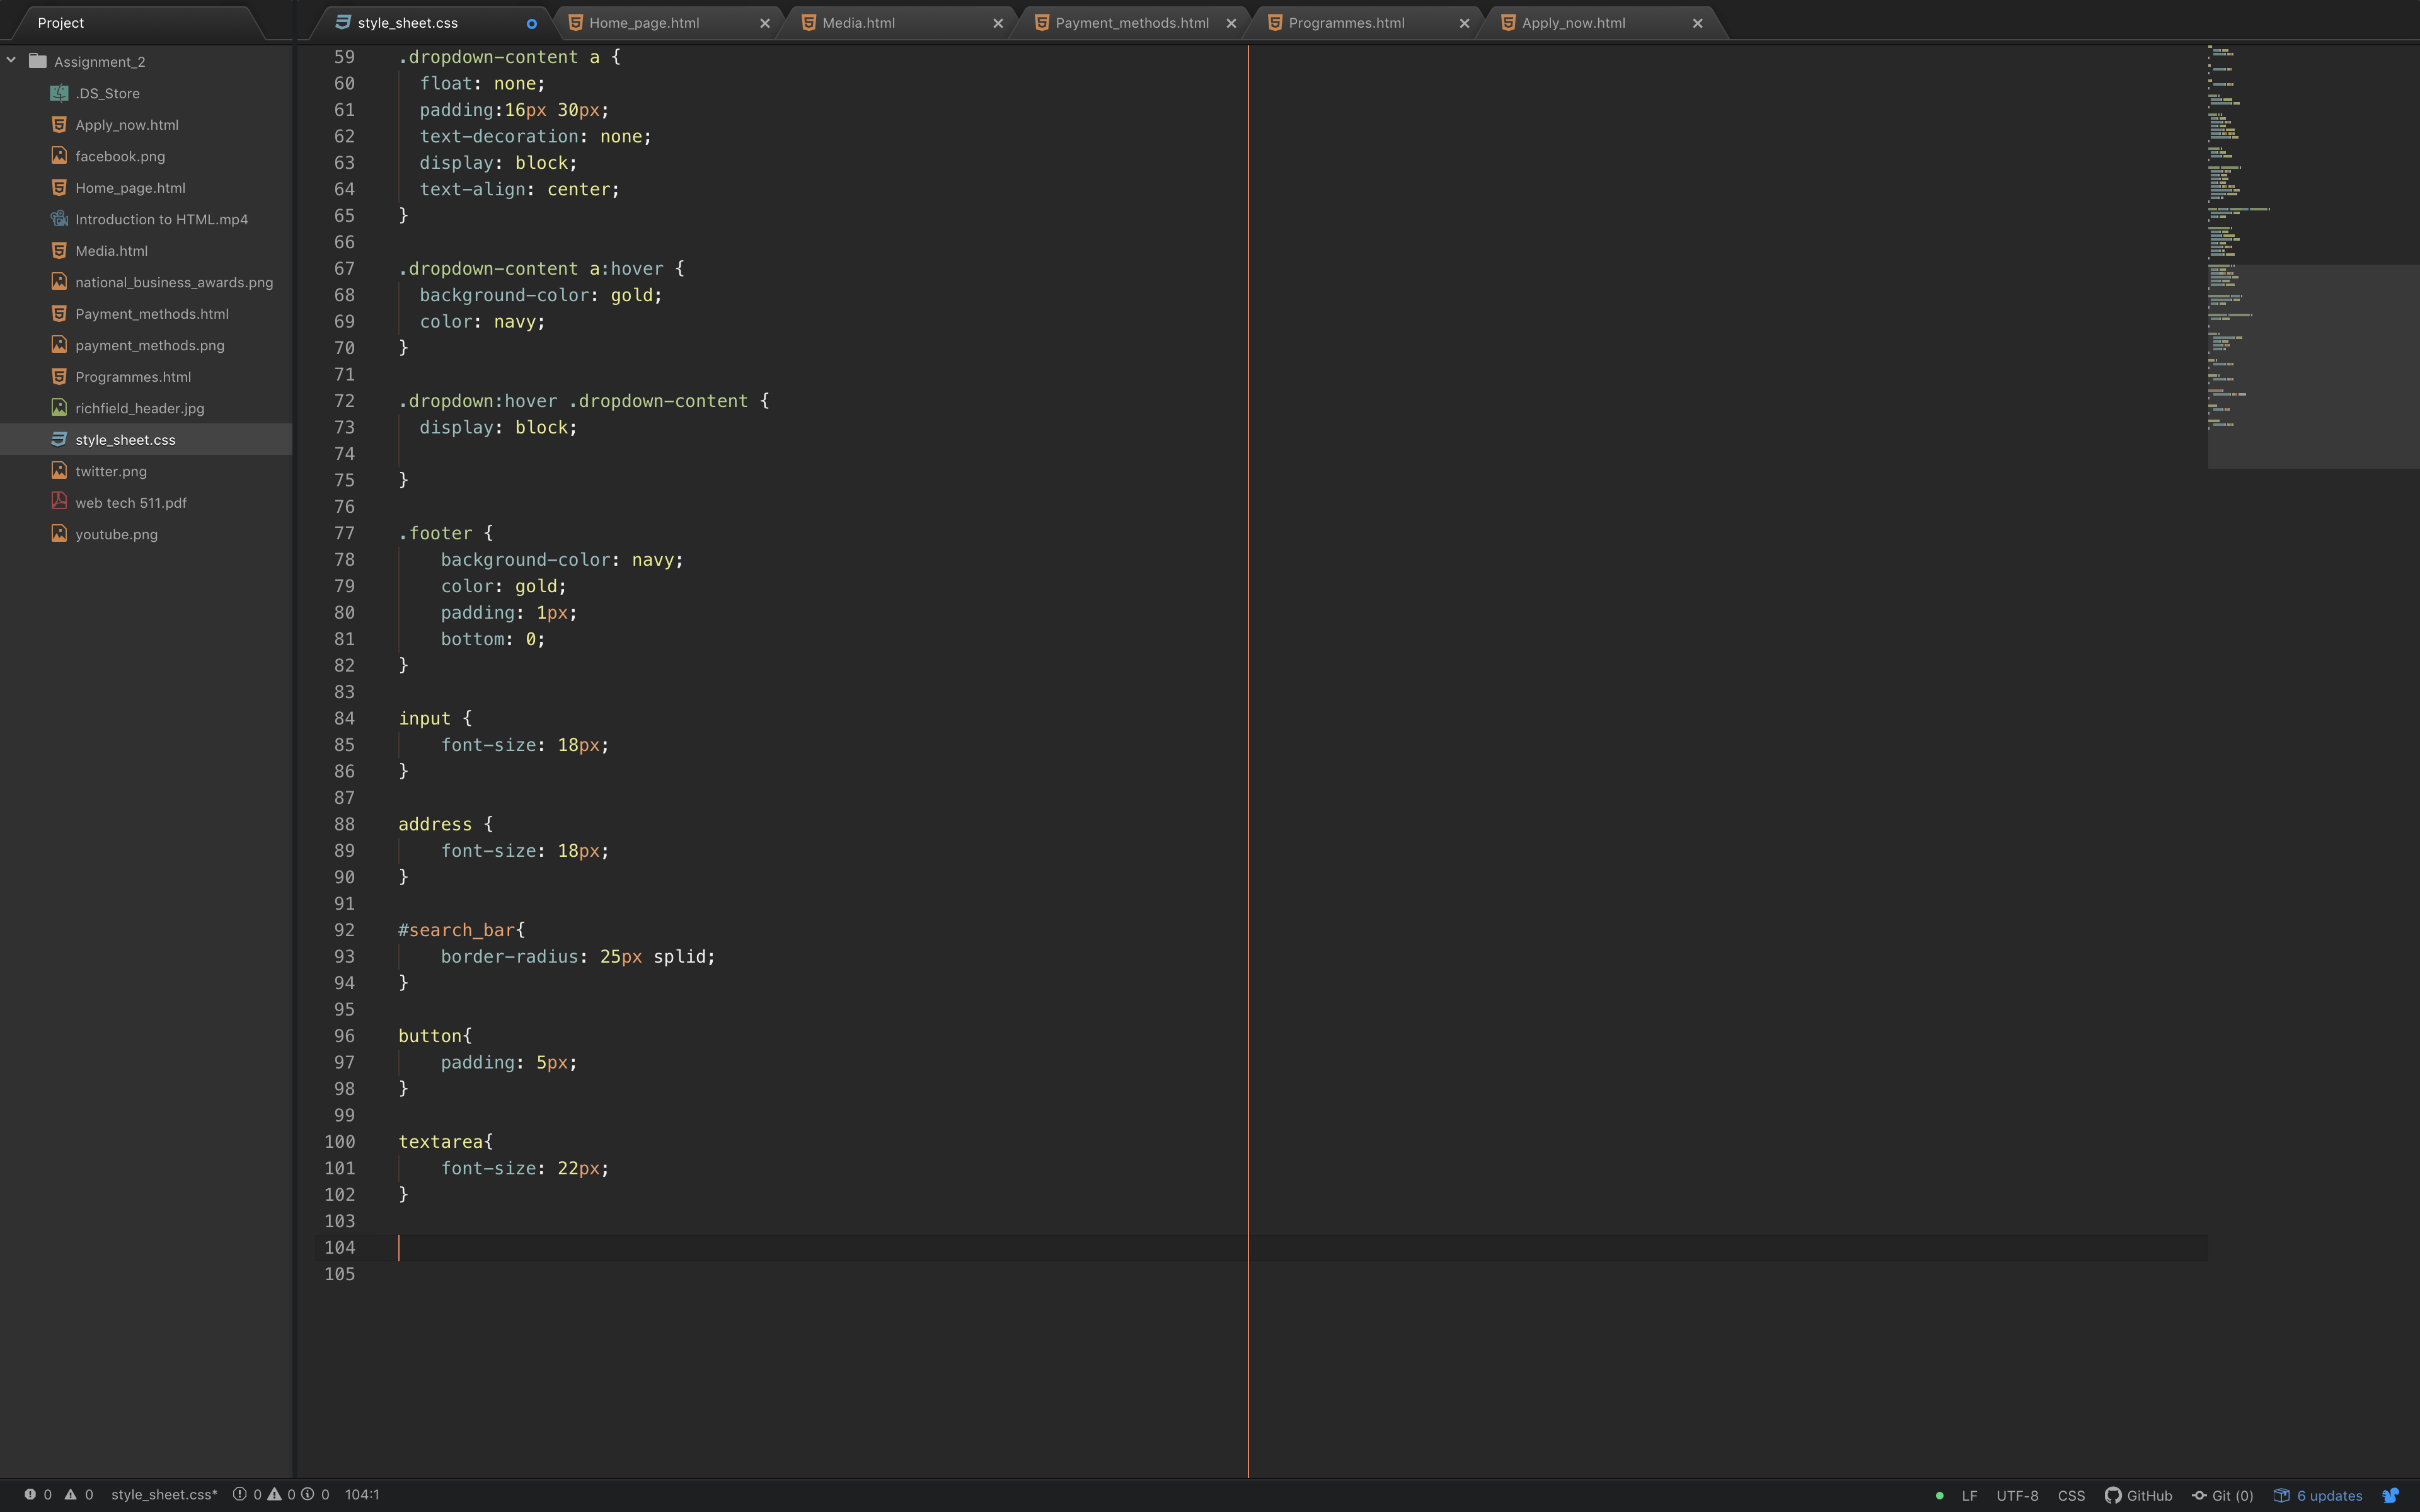 Project
style_sheet.css
Home_page.html
Media.html
Payment_methods.html
Programmes.html
Apply_now.html
Assignment_2
.DS_Store
Apply_now.html
facebook.png
Home_page.html
Introduction to HTML.mp4
Media.html
national_business_awards.png
Payment_methods.html
payment_methods.png
Programmes.html
richfield_header.jpg
style_sheet.css
twitter.png
web tech 511.pdf
youtube.png
59 .dropdown-content a {
60 float: none;
61 padding:16px 30px;
62 text-decoration: none;
63 display: block;
64 text-align: center;
65 }
66
67 .dropdown-content a:hover {
68 background-color: gold;
69 color: navy;
70 }
71
72 .dropdown:hover .dropdown-content {
73 display: block;
74
75 }
76
77 .footer {
78 background-color: navy;
79 color: gold;
80 padding: 1px;
81 bottom: 0;
82 }
83
84 input {
85 font-size: 18px;
86 }
87
88 address {
89 font-size: 18px;
90 }
91
92 #search_bar{
93 border-radius: 25px splid;
94 }
95
96 button{
97 padding: 5px;
98 }
99
100 textarea{
101 font-size: 22px;
102 }
103
104
105
0 0 style_sheet.css* 0 0 0 104:1 LF UTF-8 CSS GitHub Git (0) 6 updates